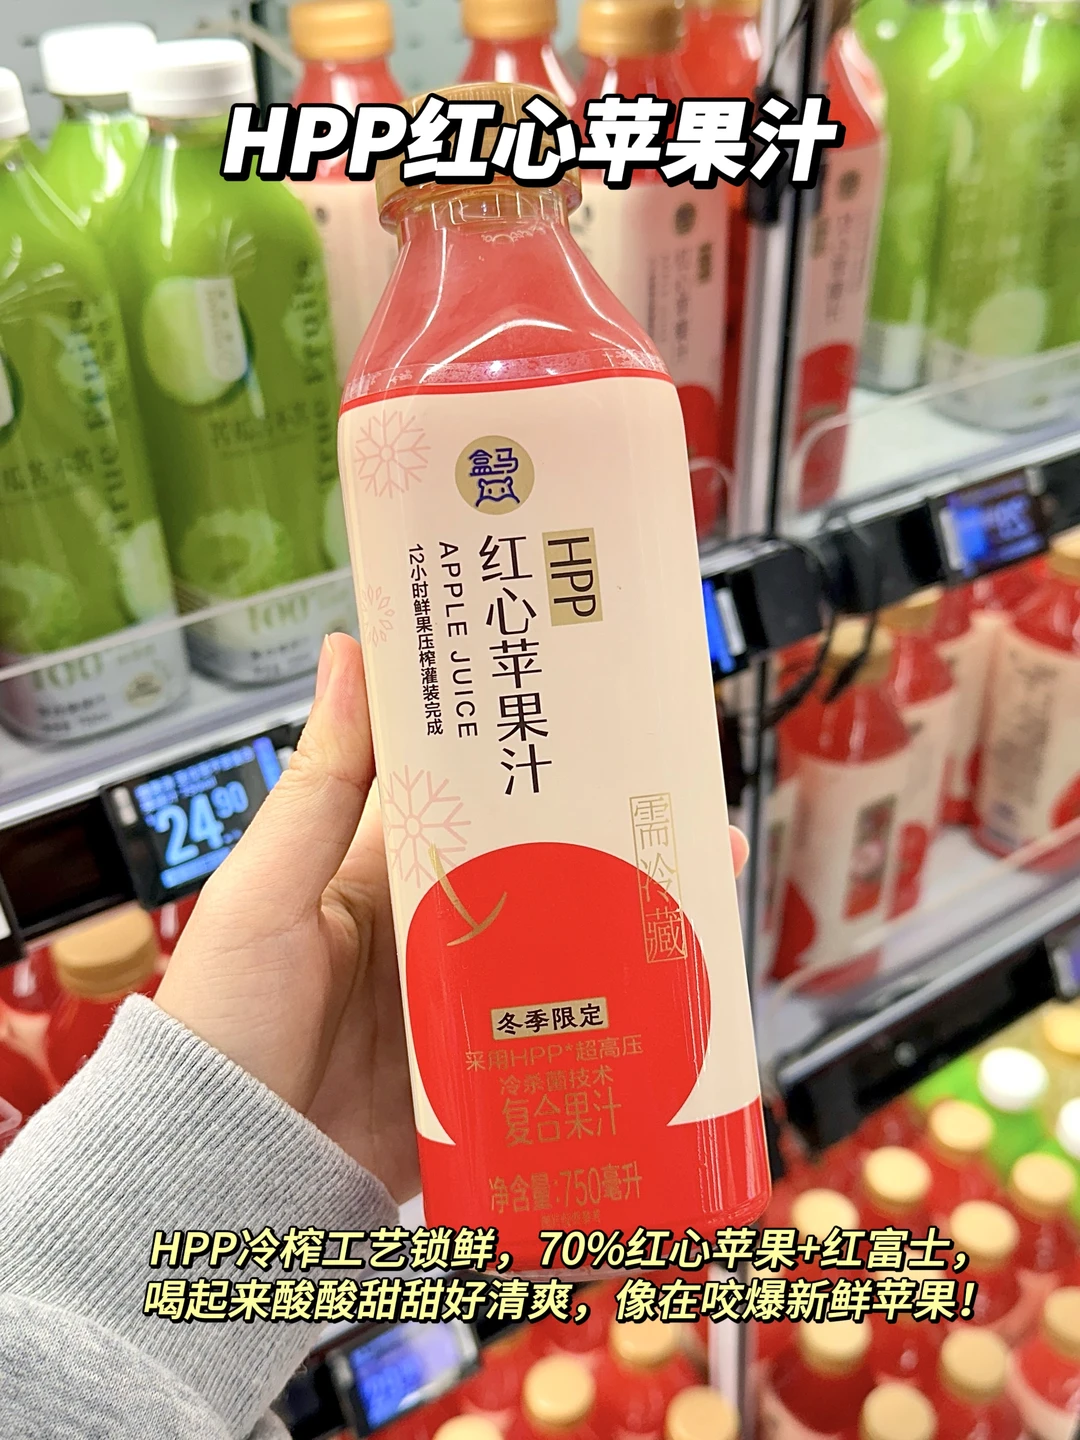 HPP红心苹果汁
盒马
HPP
红心苹果汁
APPLE JUICE
12小时鲜果压榨灌装完成
需冷藏
冬季限定
采用HPP*超高压
冷杀菌技术
复合果汁
净含量:750毫升
24.90
HPP冷榨工艺锁鲜，70%红心苹果+红富士，
喝起来酸酸甜甜好清爽，像在咬爆新鲜苹果！